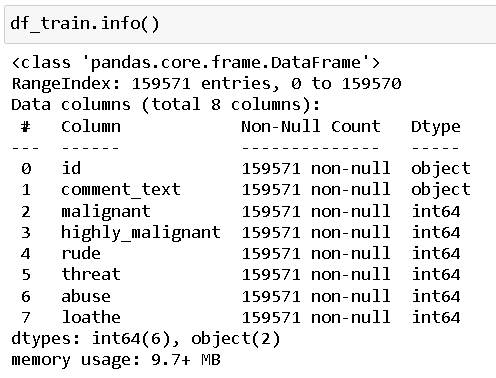 df_train.info()
<class 'pandas.core.frame.DataFrame'>
RangeIndex: 159571 entries, 0 to 159570
Data columns (total 8 columns):
 #   Column            Non-Null Count   Dtype
---  ------            --------------   -----
 0   id                159571 non-null  object
 1   comment_text      159571 non-null  object
 2   malignant         159571 non-null  int64
 3   highly_malignant  159571 non-null  int64
 4   rude              159571 non-null  int64
 5   threat            159571 non-null  int64
 6   abuse             159571 non-null  int64
 7   loathe            159571 non-null  int64
dtypes: int64(6), object(2)
memory usage: 9.7+ MB